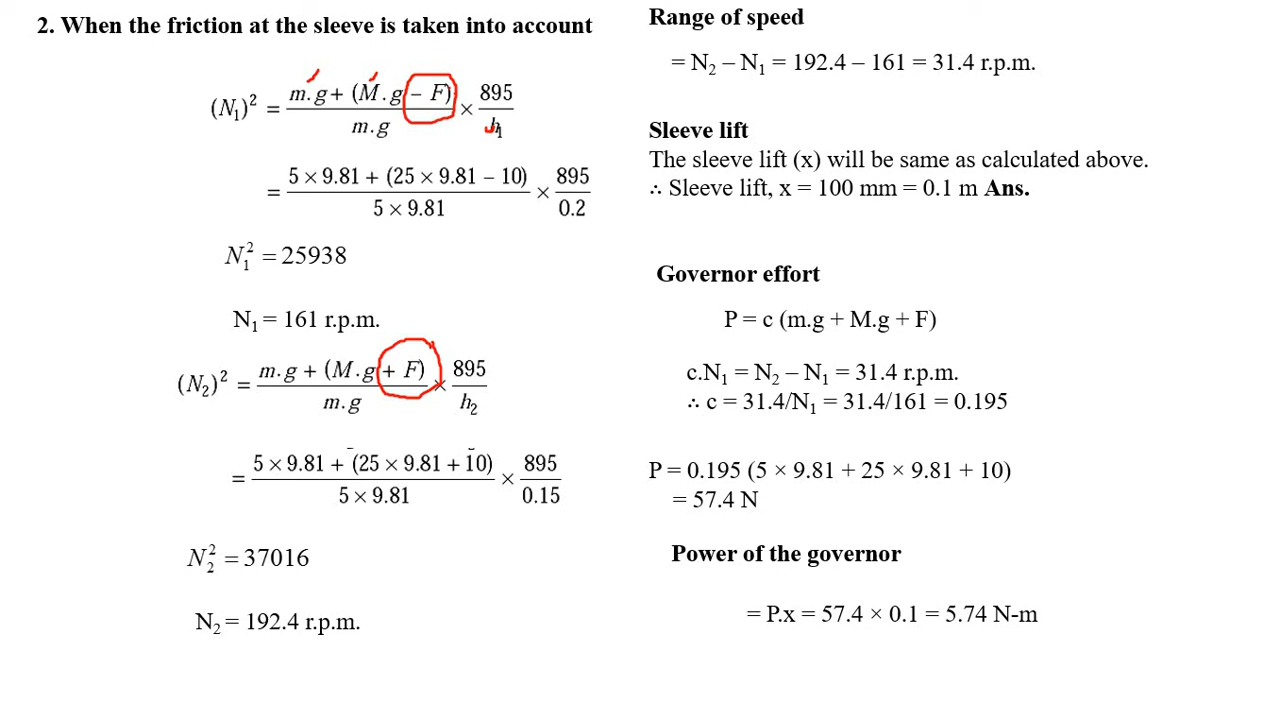 2. When the friction at the sleeve is taken into account
(N₁)² = (m.g + (M.g − F)) / (m.g) × 895 / h₁
= (5 × 9.81 + (25 × 9.81 − 10)) / (5 × 9.81) × 895 / 0.2
N₁² = 25938
N₁ = 161 r.p.m.
(N₂)² = (m.g + (M.g + F)) / (m.g) × 895 / h₂
= (5 × 9.81 + (25 × 9.81 + 10)) / (5 × 9.81) × 895 / 0.15
N₂² = 37016
N₂ = 192.4 r.p.m.
Range of speed
= N₂ – N₁ = 192.4 – 161 = 31.4 r.p.m.
Sleeve lift
The sleeve lift (x) will be same as calculated above.
∴ Sleeve lift, x = 100 mm = 0.1 m Ans.
Governor effort
P = c (m.g + M.g + F)
c.N₁ = N₂ – N₁ = 31.4 r.p.m.
∴ c = 31.4/N₁ = 31.4/161 = 0.195
P = 0.195 (5 × 9.81 + 25 × 9.81 + 10)
= 57.4 N
Power of the governor
= P.x = 57.4 × 0.1 = 5.74 N-m